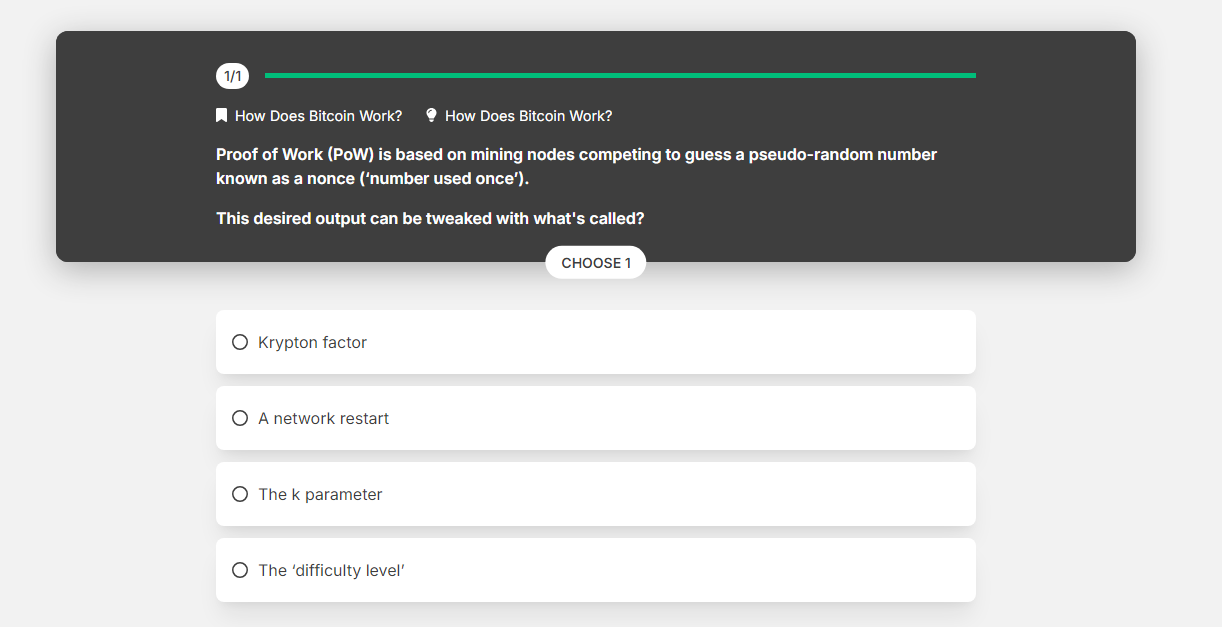 1/1
How Does Bitcoin Work? How Does Bitcoin Work?
Proof of Work (PoW) is based on mining nodes competing to guess a pseudo-random number
known as a nonce (‘number used once’).
This desired output can be tweaked with what's called?
CHOOSE 1
Krypton factor
A network restart
The k parameter
The ‘difficulty level’